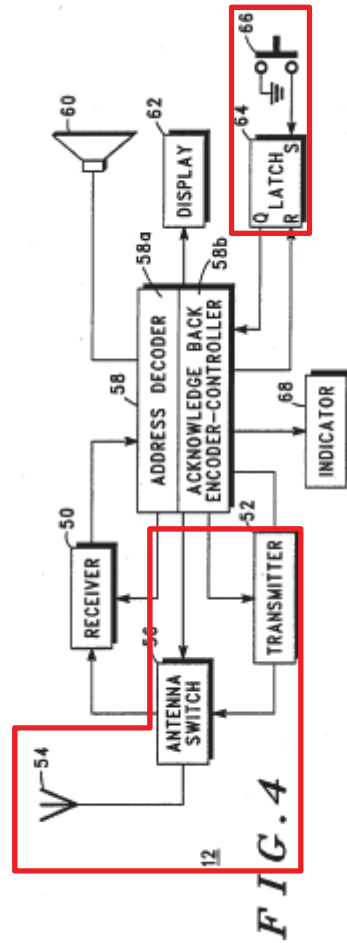 60
62
DISPLAY
66
64
Q LATCH
R S
58
58a
ADDRESS DECODER
58b
ACKNOWLEDGE BACK
ENCODER-CONTROLLER
68
INDICATOR
50
RECEIVER
52
TRANSMITTER
56
ANTENNA
SWITCH
54
12
FIG.4